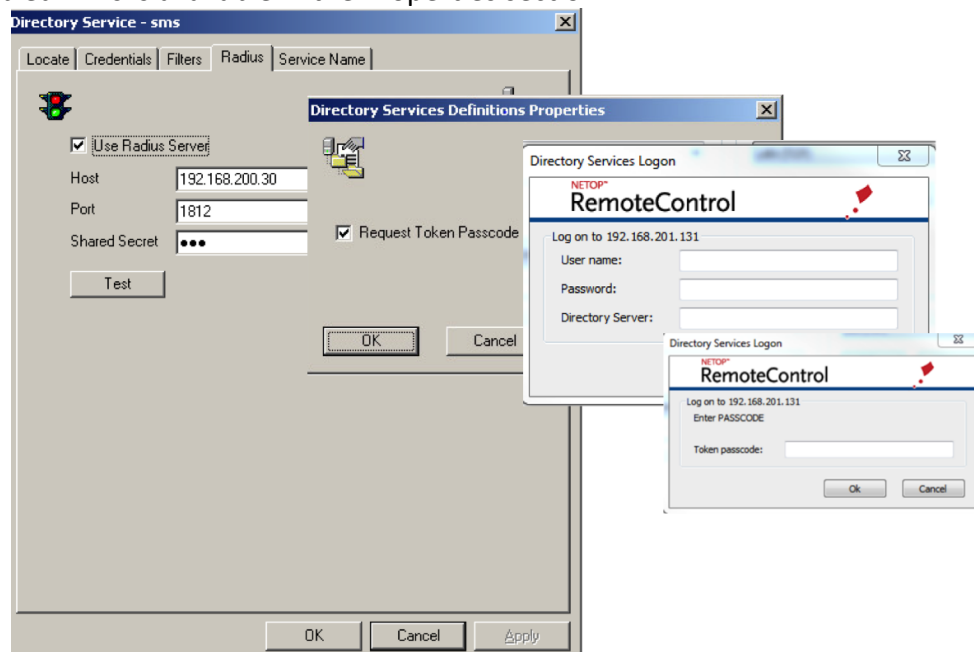 Directory Service - sms
Locate Credentials Filters Radius Service Name
Use Radius Server
Host 192.168.200.30
Port 1812
Shared Secret
Test
OK Cancel Apply
Directory Services Definitions Properties
Request Token Passcode
OK Cancel
Directory Services Logon
NETOP™
RemoteControl
Log on to 192.168.201.131
User name:
Password:
Directory Server:
Directory Services Logon
NETOP™
RemoteControl
Log on to 192.168.201.131
Enter PASSCODE
Token passcode:
Ok Cancel